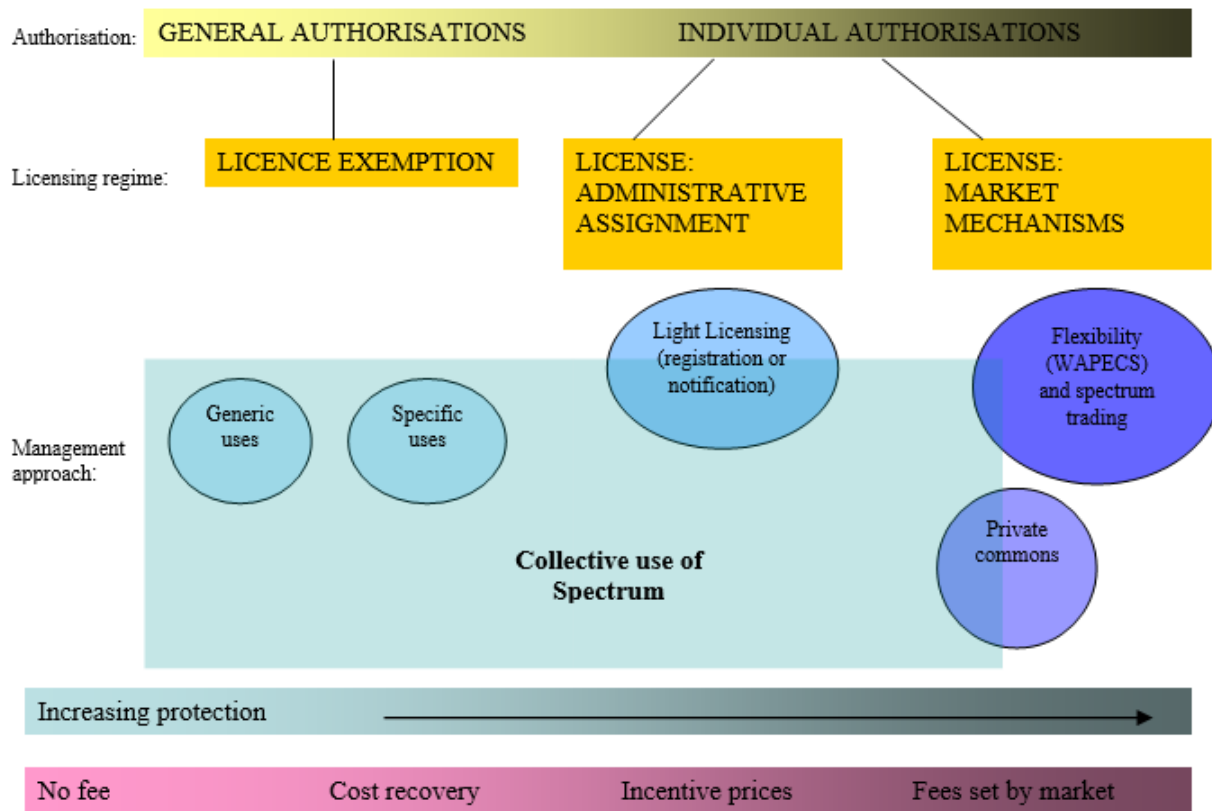 Authorisation:
GENERAL AUTHORISATIONS
INDIVIDUAL AUTHORISATIONS
Licensing regime:
LICENCE EXEMPTION
LICENSE:
ADMINISTRATIVE
ASSIGNMENT
LICENSE:
MARKET
MECHANISMS
Management
approach:
Generic
uses
Specific
uses
Light Licensing
(registration or
notification)
Flexibility
(WAPECS)
and spectrum
trading
Private
commons
Collective use of
Spectrum
Increasing protection
No fee
Cost recovery
Incentive prices
Fees set by market